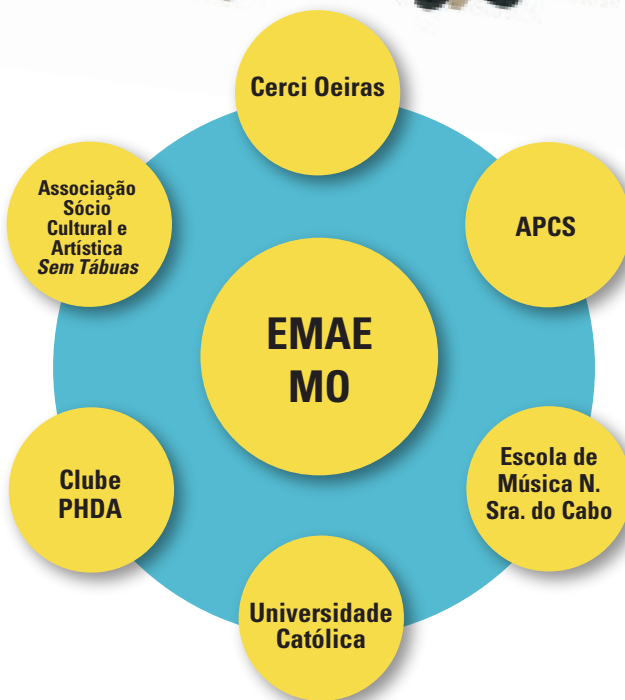 Cerci Oeiras
Associação
Sócio
Cultural e
Artística
Sem Tábuas
APCS
EMAE
MO
Clube
PHDA
Escola de
Música N.
Sra. do Cabo
Universidade
Católica